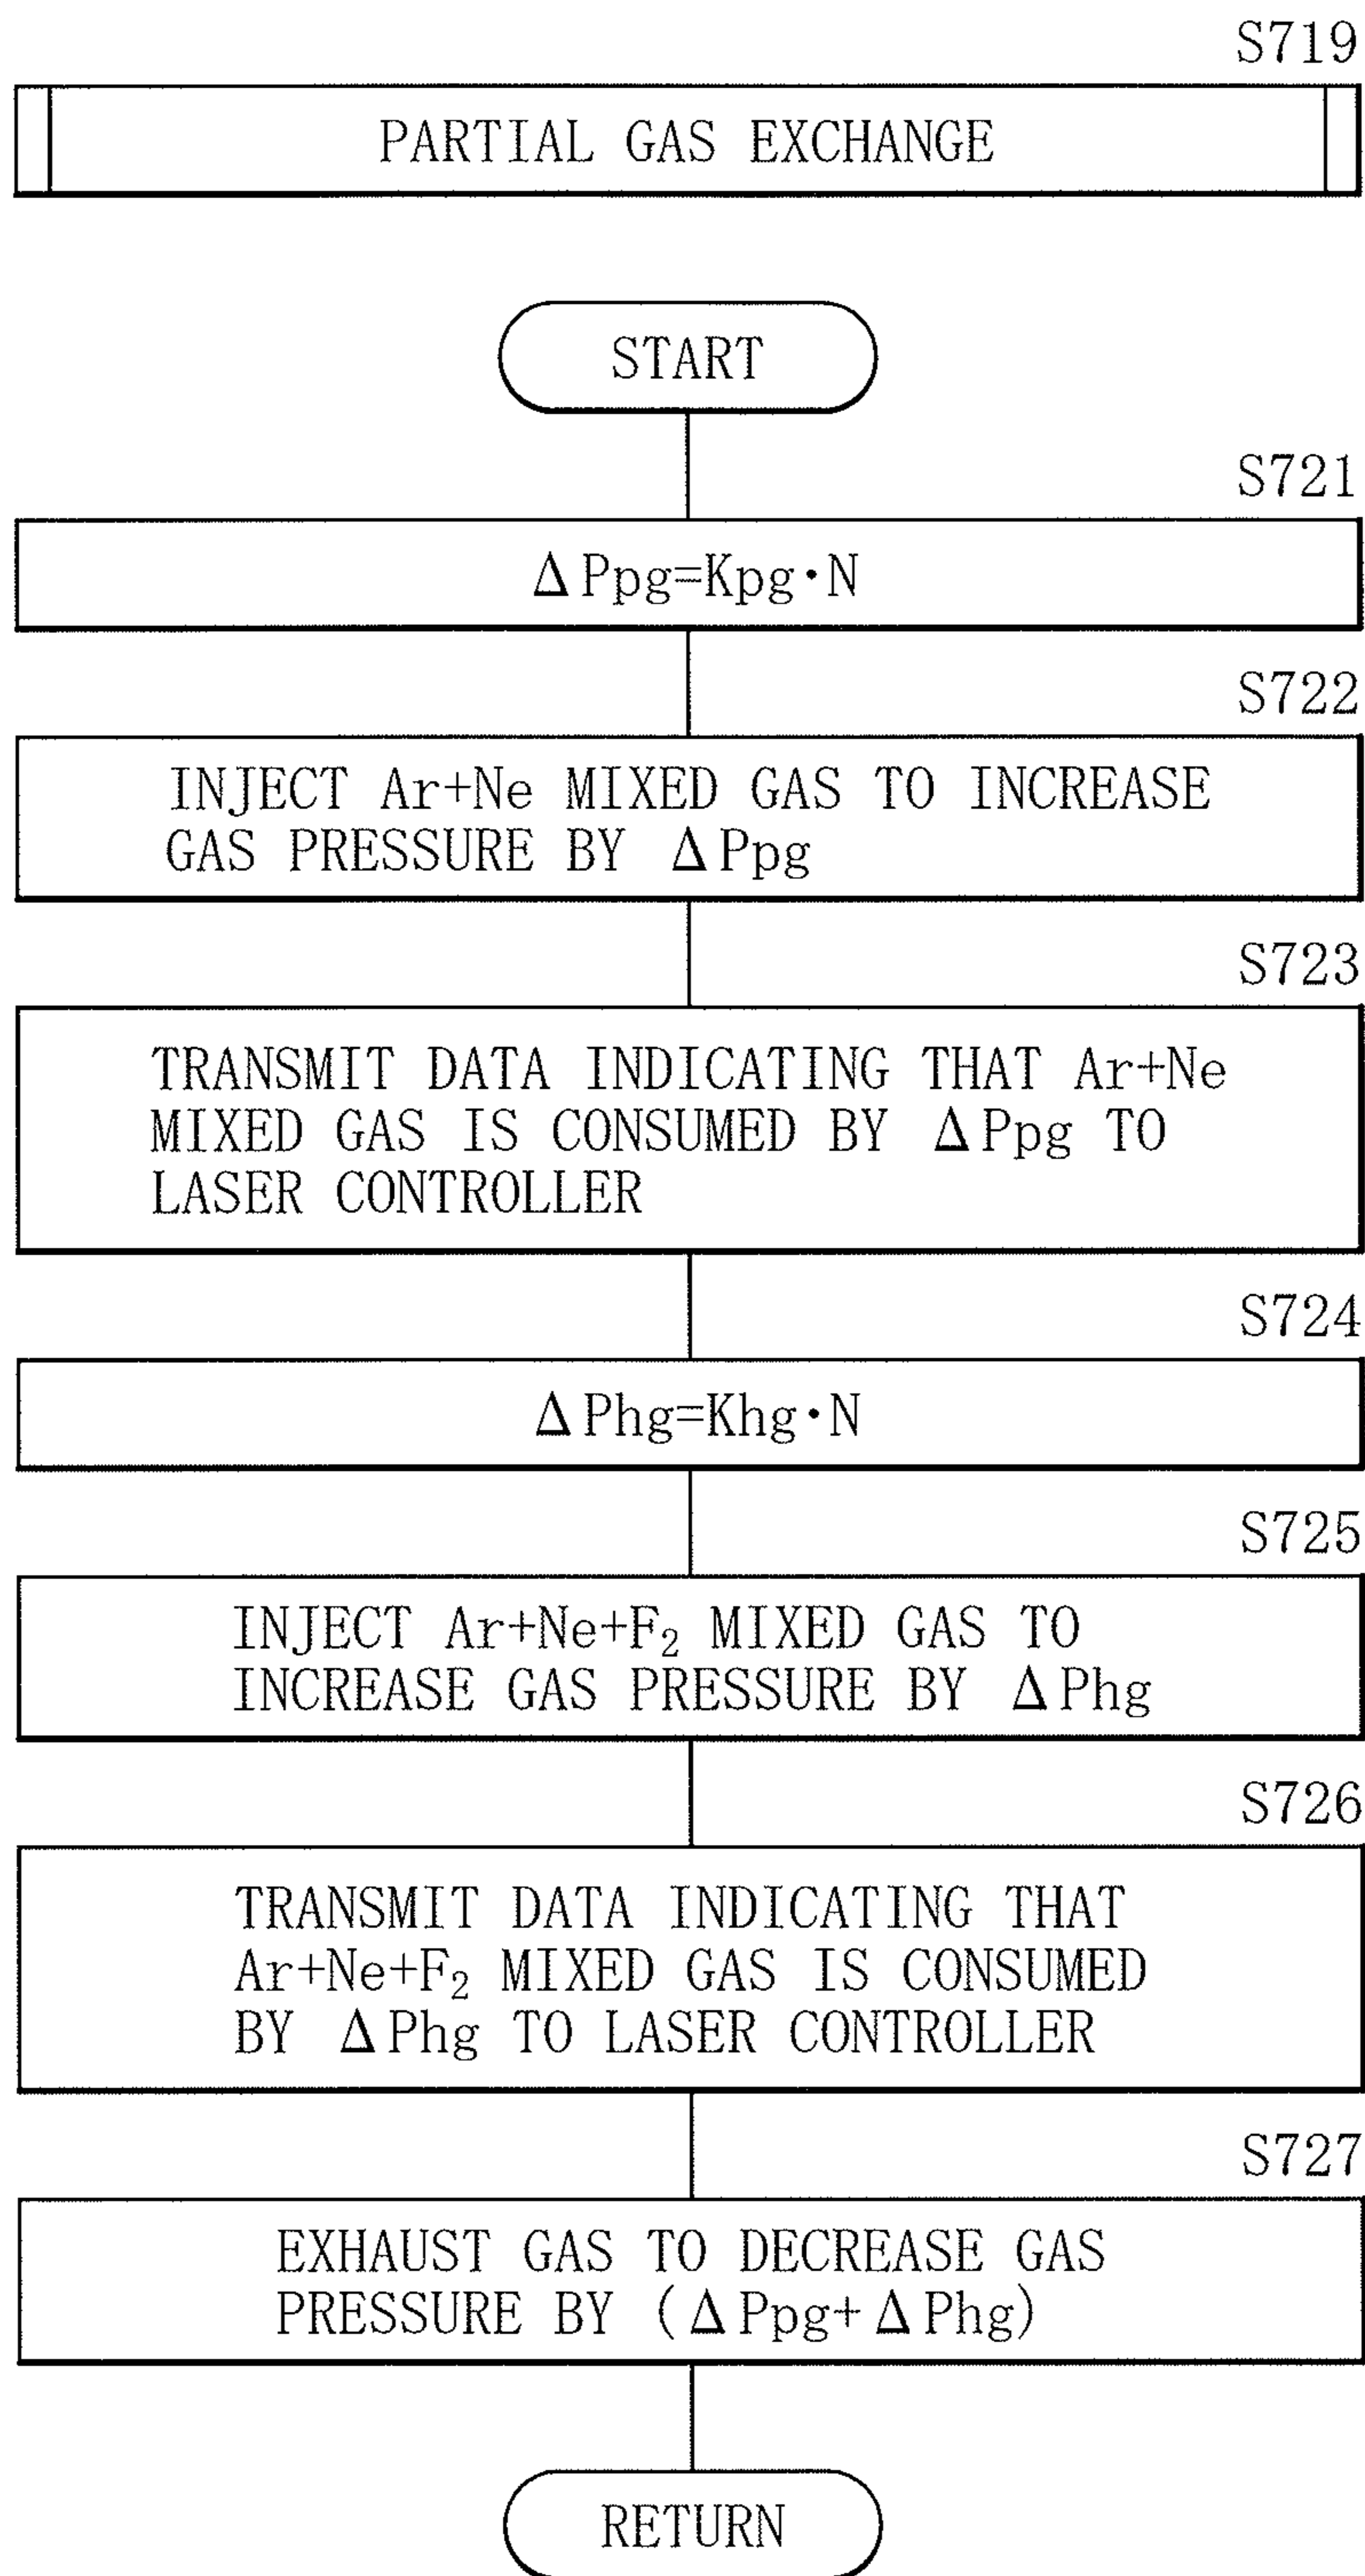 S719
PARTIAL GAS EXCHANGE
START
S721
ΔPpg=Kpg·N
S722
INJECT Ar+Ne MIXED GAS TO INCREASE
GAS PRESSURE BY ΔPpg
S723
TRANSMIT DATA INDICATING THAT Ar+Ne
MIXED GAS IS CONSUMED BY ΔPpg TO
LASER CONTROLLER
S724
ΔPhg=Khg·N
S725
INJECT Ar+Ne+F₂ MIXED GAS TO
INCREASE GAS PRESSURE BY ΔPhg
S726
TRANSMIT DATA INDICATING THAT
Ar+Ne+F₂ MIXED GAS IS CONSUMED
BY ΔPhg TO LASER CONTROLLER
S727
EXHAUST GAS TO DECREASE GAS
PRESSURE BY (ΔPpg+ΔPhg)
RETURN